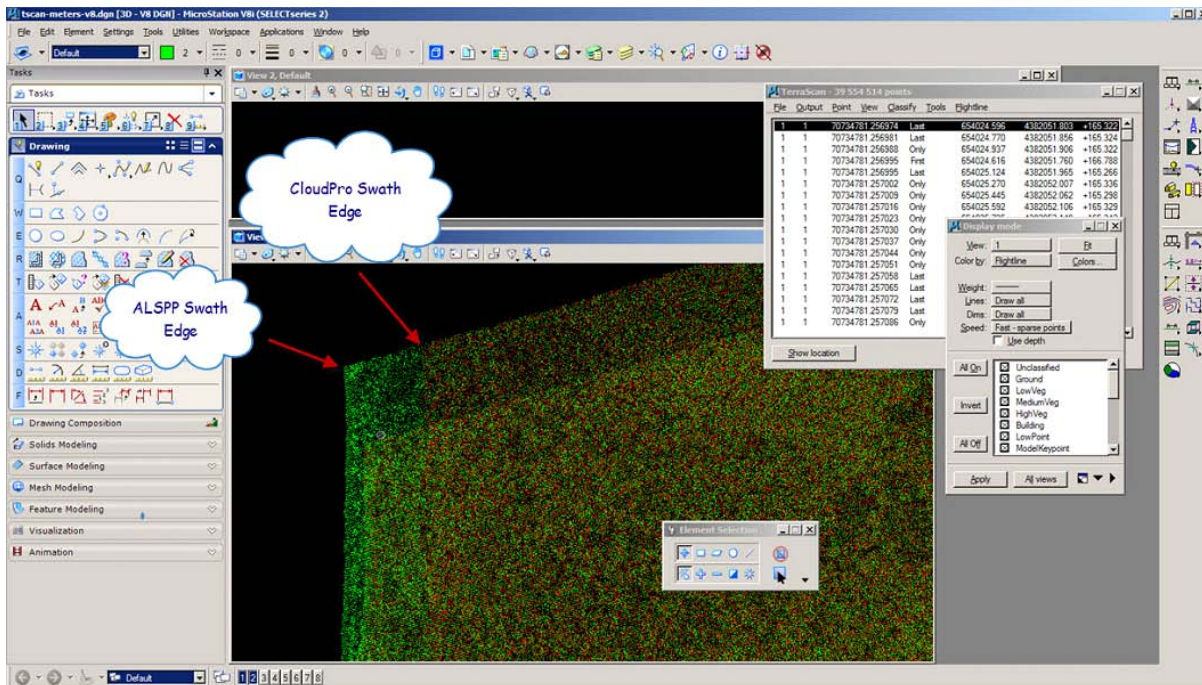 tscan-meters-v8.dgn [3D - V8 DGN] - MicroStation V8i (SELECTseries 2)
File Edit Element Settings Tools Utilities Workspace Applications Window Help
Default 2 0 0 0 0
Tasks
Tasks
Drawing
Q
W
E
R
T
A
S
D
F
Drawing Composition
Solids Modeling
Surface Modeling
Mesh Modeling
Feature Modeling
Visualization
Animation
View 2, Default
CloudPro Swath
Edge
ALSPP Swath
Edge
TerraScan - 39 554 514 points
File Output Point View Classify Tools Flightline
1 1 70734781.256974 Last 654024.596 4382051.803 +165.322
1 1 70734781.256981 Last 654024.770 4382051.856 +165.324
1 1 70734781.256988 Only 654024.937 4382051.906 +165.322
1 1 70734781.256995 First 654024.616 4382051.760 +166.788
1 1 70734781.256995 Last 654025.124 4382051.965 +165.266
1 1 70734781.257002 Only 654025.270 4382052.007 +165.336
1 1 70734781.257009 Only 654025.445 4382052.062 +165.298
1 1 70734781.257016 Only 654025.592 4382052.106 +165.329
1 1 70734781.257023 Only
1 1 70734781.257030 Only
1 1 70734781.257037 Only
1 1 70734781.257044 Only
1 1 70734781.257051 Only
1 1 70734781.257058 Last
1 1 70734781.257065 Last
1 1 70734781.257072 Last
1 1 70734781.257079 Last
1 1 70734781.257086 Only
Show location
Display mode
View: 1 Fit
Color by: Flightline Colors...
Weight:
Lines: Draw all
Dims: Draw all
Speed: Fast - sparse points
Use depth
All On
Invert
All Off
Unclassified
Ground
LowVeg
MediumVeg
HighVeg
Building
LowPoint
ModelKeypoint
Apply All views
Element Selection
Default 1 2 3 4 5 6 7 8